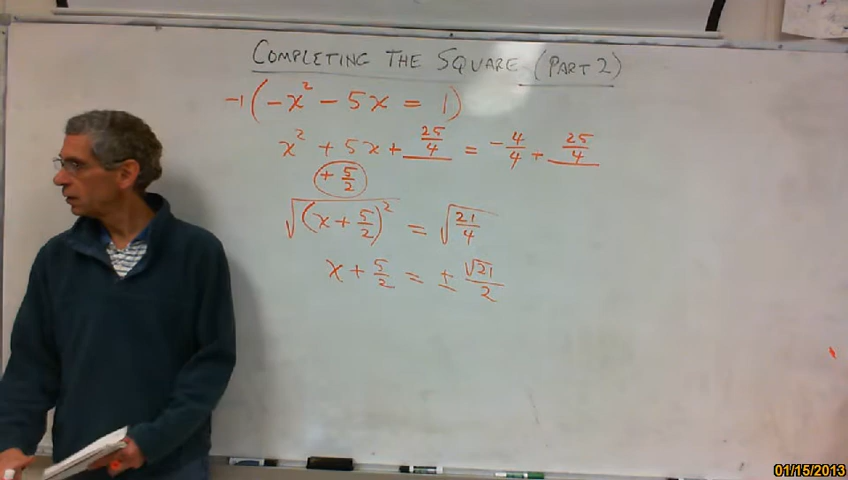 COMPLETING THE SQUARE (PART 2)
-1(-x² - 5x = 1)
x² + 5x + 25/4 = -4/4 + 25/4
+ 5/2
√(x + 5/2)² = √21/4
x + 5/2 = ± √21/2
01/15/2013